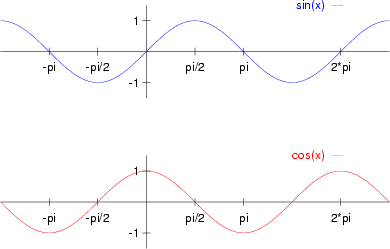 sin(x)
1
-pi -pi/2 pi/2 pi 2*pi
-1
cos(x)
1
-pi -pi/2 pi/2 pi 2*pi
-1